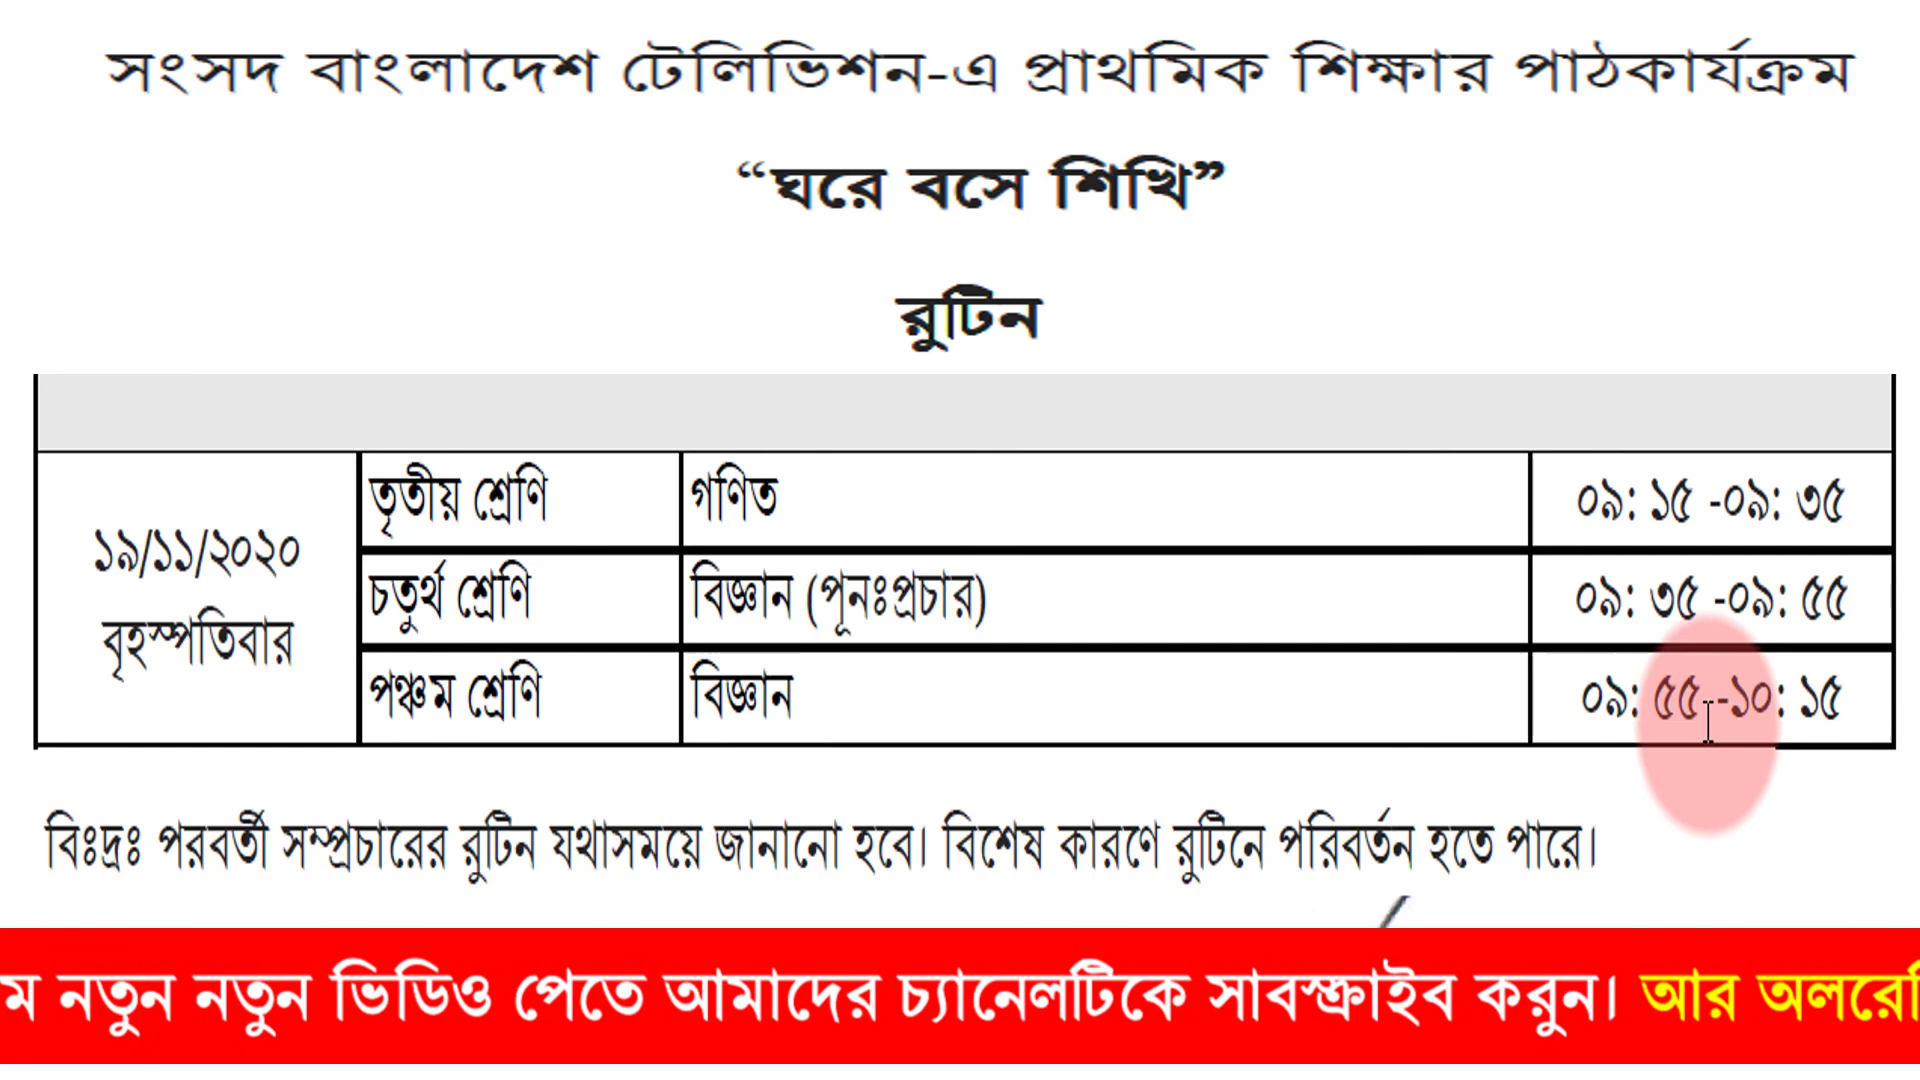 সংসদ বাংলাদেশ টেলিভিশন-এ প্রাথমিক শিক্ষার পাঠকার্যক্রম
“ঘরে বসে শিখি”
রুটিন
১৯/১১/২০২০ বৃহস্পতিবার
তৃতীয় শ্রেণি গণিত ০৯: ১৫ -০৯: ৩৫
চতুর্থ শ্রেণি বিজ্ঞান (পূনঃপ্রচার) ০৯: ৩৫ -০৯: ৫৫
পঞ্চম শ্রেণি বিজ্ঞান ০৯: ৫৫ -১০: ১৫
বিঃদ্রঃ পরবর্তী সম্প্রচারের রুটিন যথাসময়ে জানানো হবে। বিশেষ কারণে রুটিনে পরিবর্তন হতে পারে।
ম নতুন নতুন ভিডিও পেতে আমাদের চ্যানেলটিকে সাবস্ক্রাইব করুন। আর